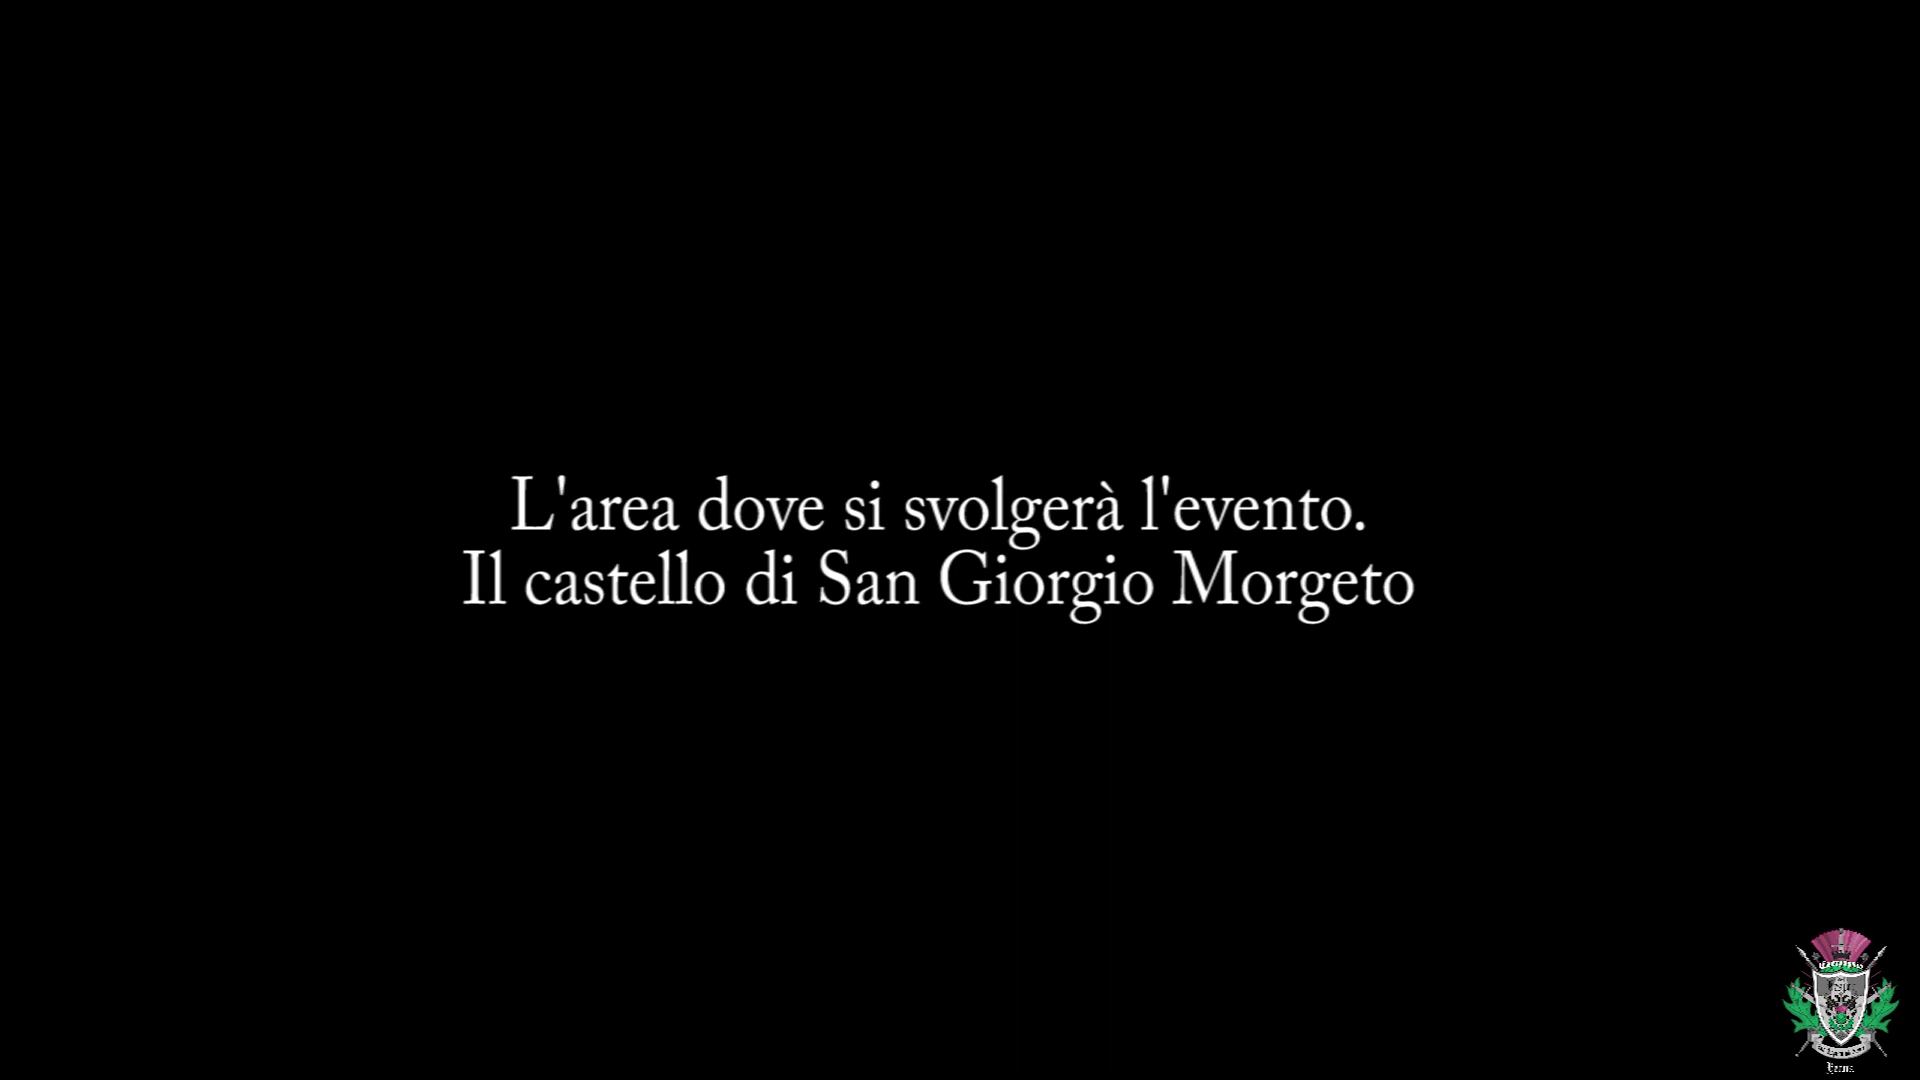 L'area dove si svolgerà l'evento.
Il castello di San Giorgio Morgeto